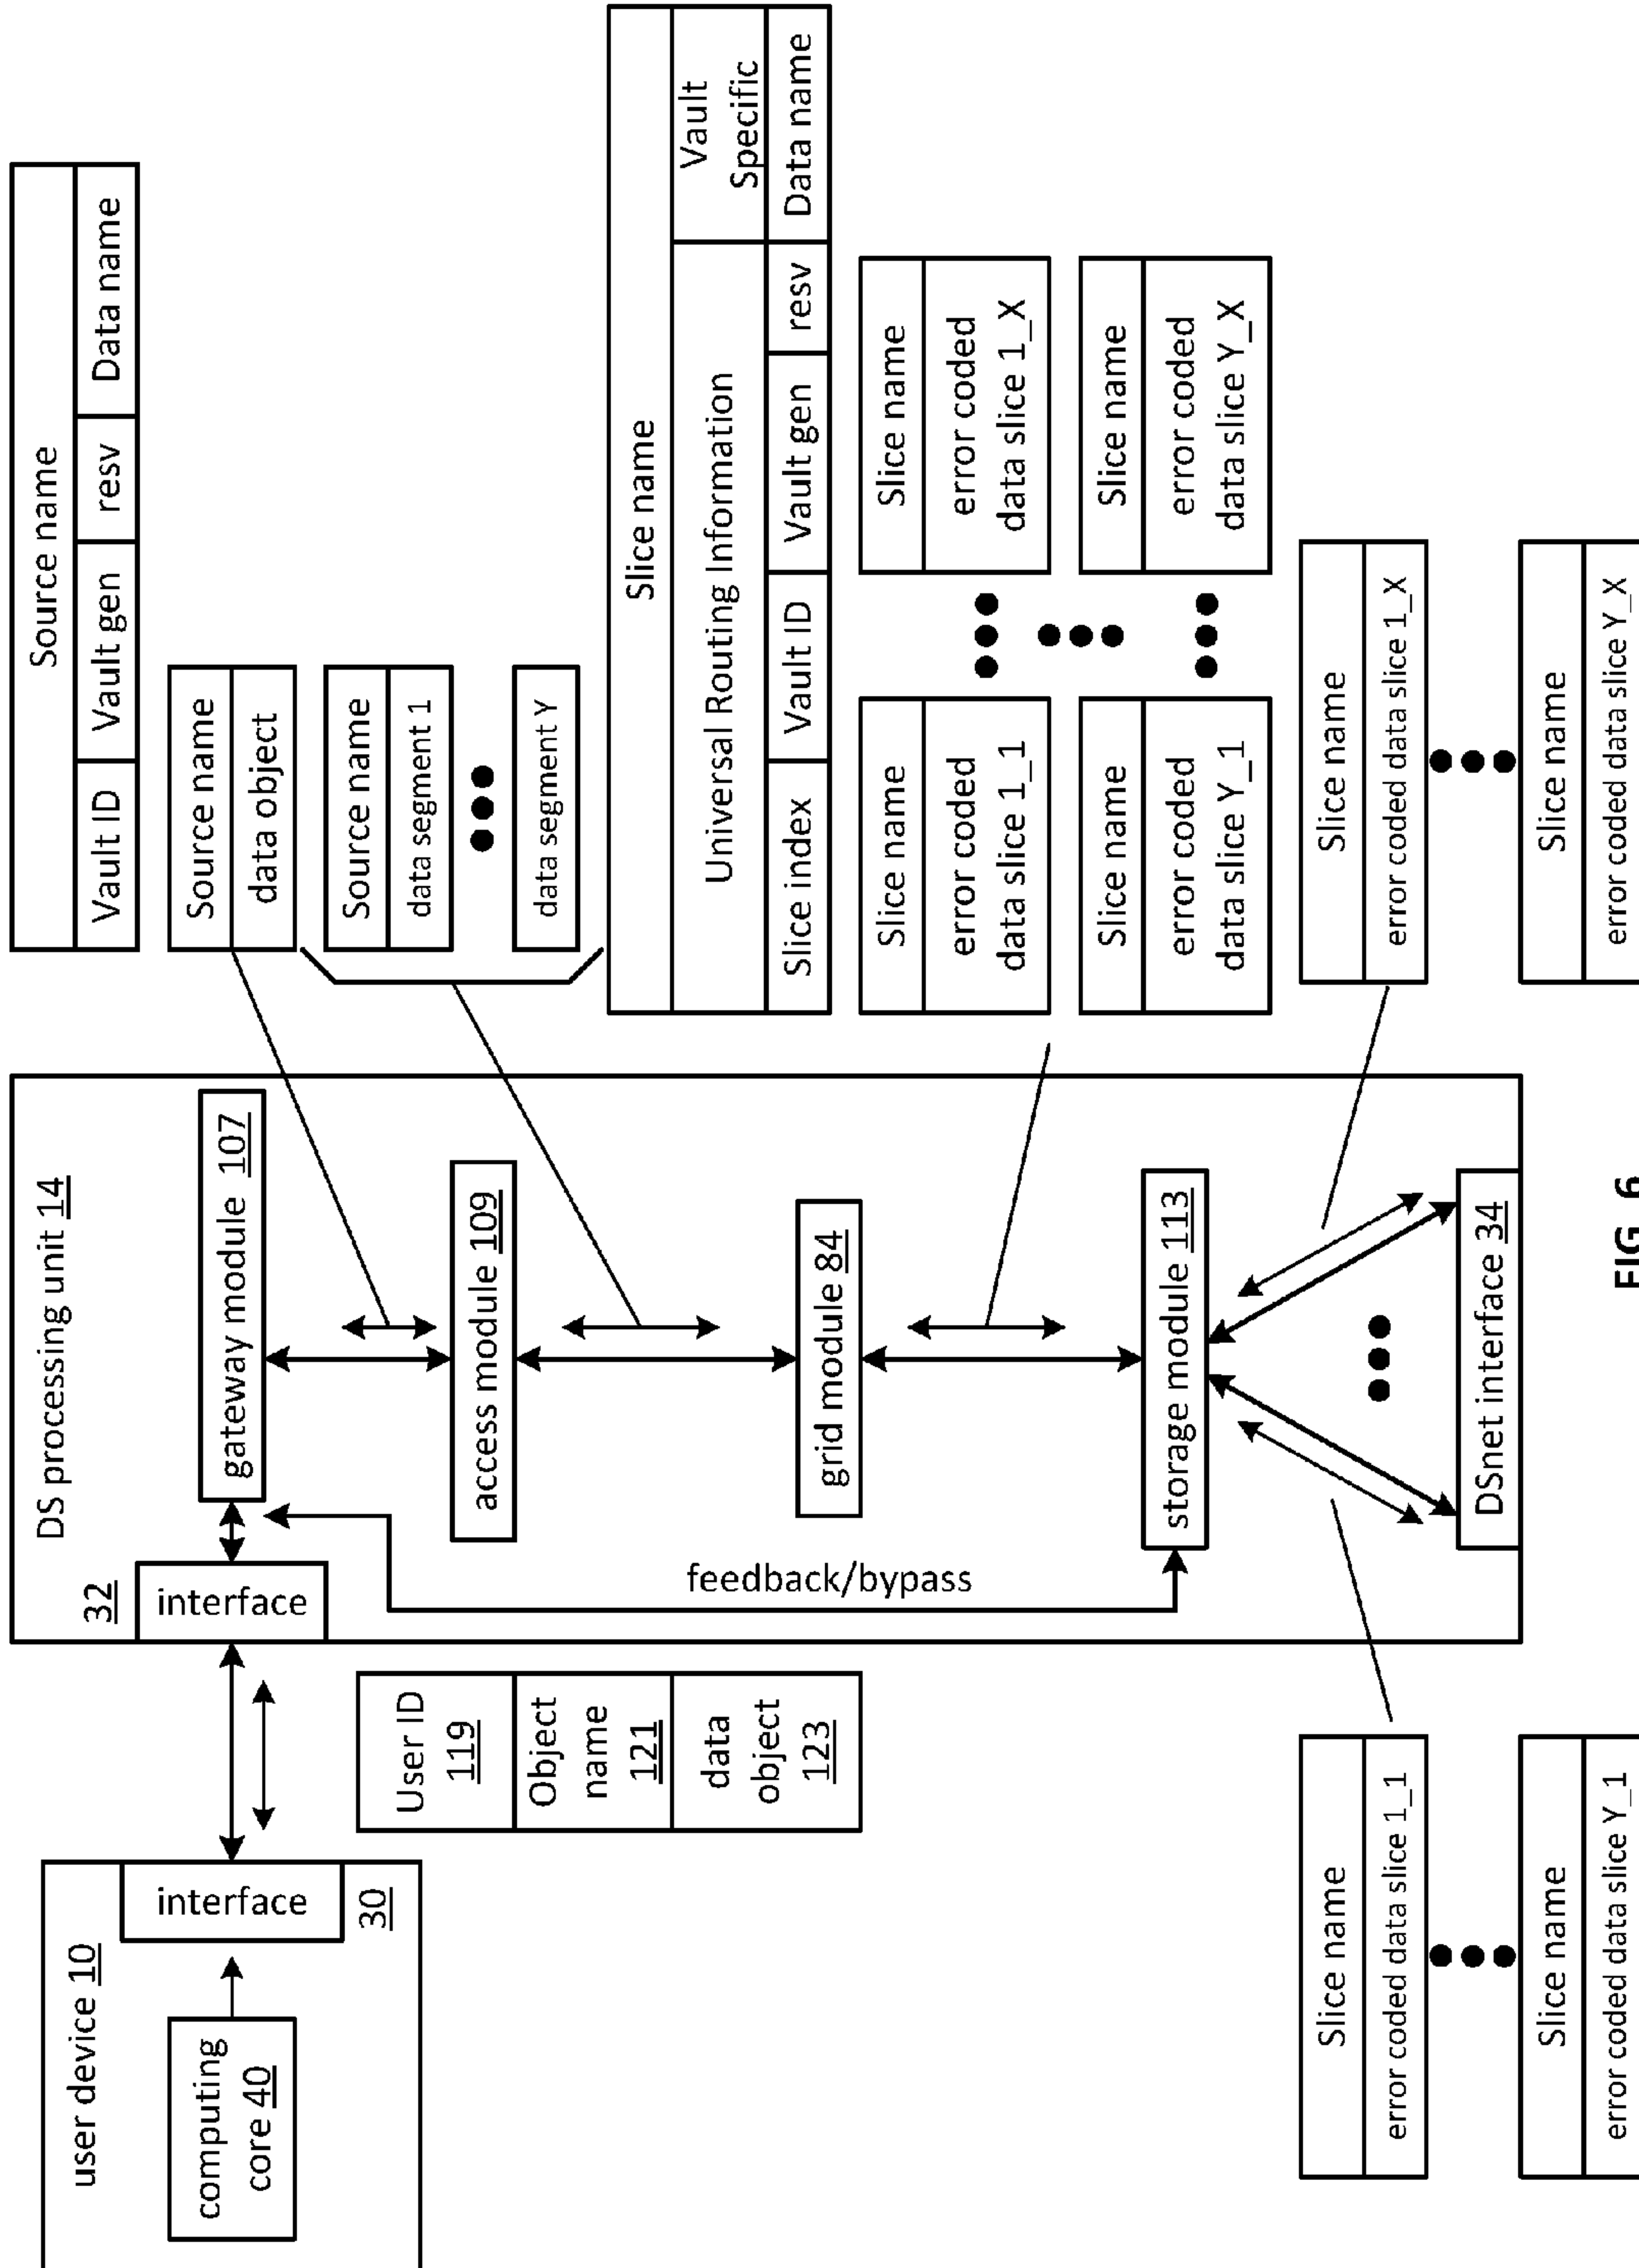 user device 10
computing
core 40
interface
30
User ID
119
Object
name
121
data
object
123
DS processing unit 14
32
interface
gateway module 107
access module 109
grid module 84
storage module 113
DSnet interface 34
feedback/bypass
Source name
Vault ID
Vault gen
resv
Data name
Source name
data object
Source name
data segment 1
data segment Y
Slice name
Universal Routing Information
Vault
Specific
Slice index
Vault ID
Vault gen
resv
Data name
Slice name
error coded
data slice 1_1
Slice name
error coded
data slice 1_X
Slice name
error coded
data slice Y_1
Slice name
error coded
data slice Y_X
Slice name
error coded data slice 1_1
Slice name
error coded data slice Y_1
Slice name
error coded data slice 1_X
Slice name
error coded data slice Y_X
FIG. 6